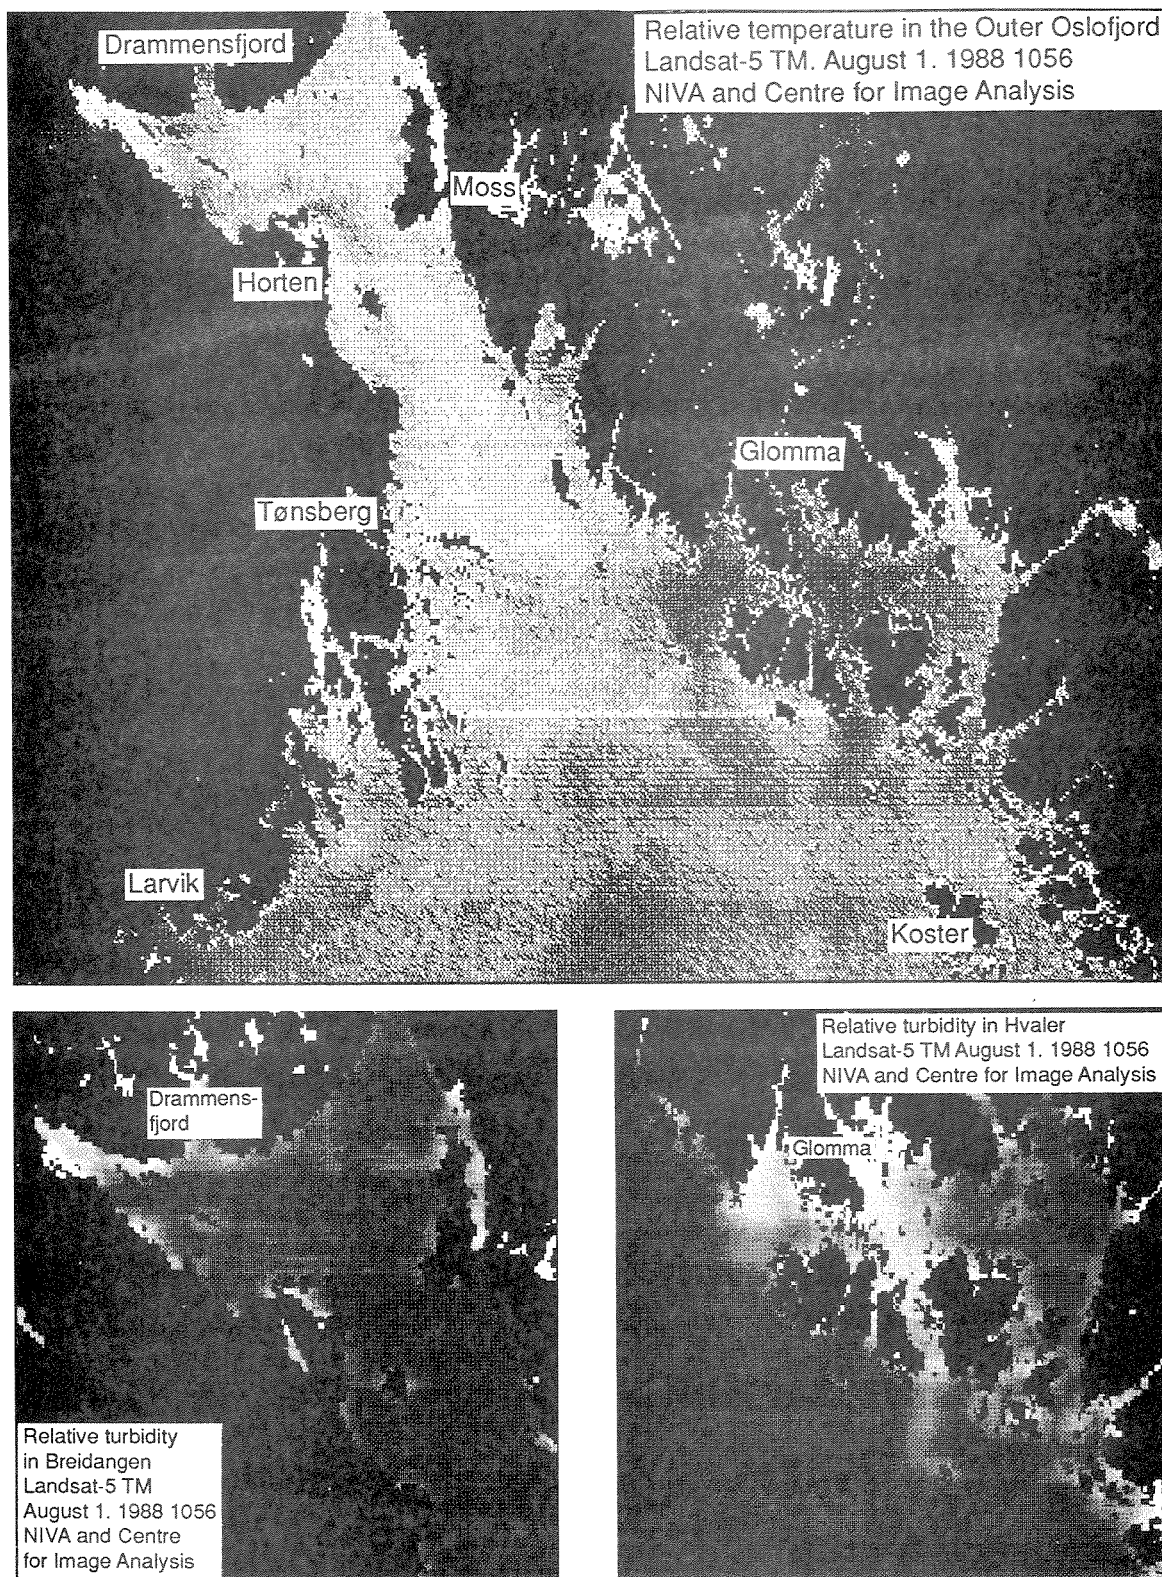 Relative temperature in the Outer Oslofjord
Landsat-5 TM. August 1. 1988 1056
NIVA and Centre for Image Analysis
Drammensfjord
Moss
Horten
Glomma
Tønsberg
Larvik
Koster
Drammens-
fjord
Relative turbidity
in Breidangen
Landsat-5 TM
August 1. 1988 1056
NIVA and Centre
for Image Analysis
Relative turbidity in Hvaler
Landsat-5 TM August 1. 1988 1056
NIVA and Centre for Image Analysis
Glomma